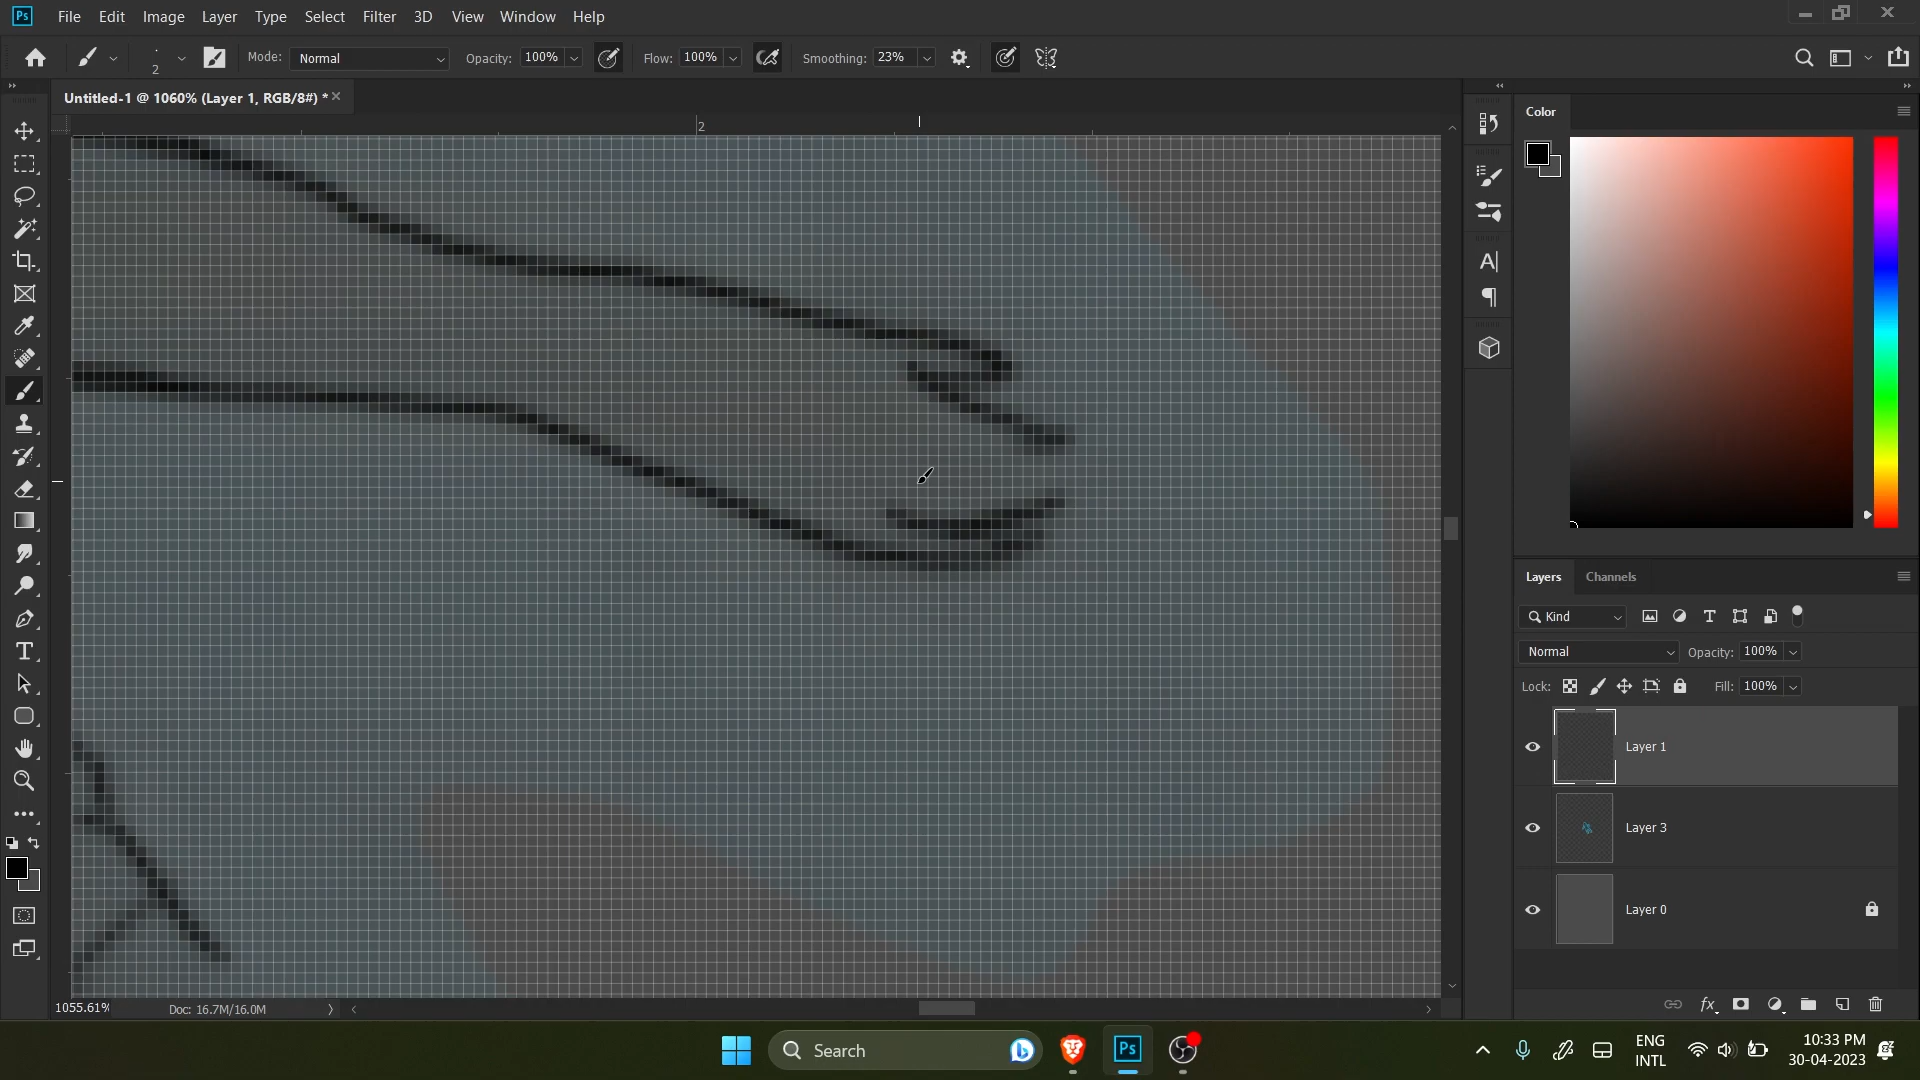 Ps File Edit Image Layer Type Select Filter 3D View Window Help
2 Mode: Normal Opacity: 100% Flow: 100% Smoothing: 23%
Untitled-1 @ 1060% (Layer 1, RGB/8#) *
2
Color
Layers Channels
Kind
Normal Opacity: 100%
Lock: Fill: 100%
Layer 1
Layer 3
Layer 0
1055.61% Doc: 16.7M/16.0M
Search
Ps
ENG
INTL
10:33 PM
30-04-2023